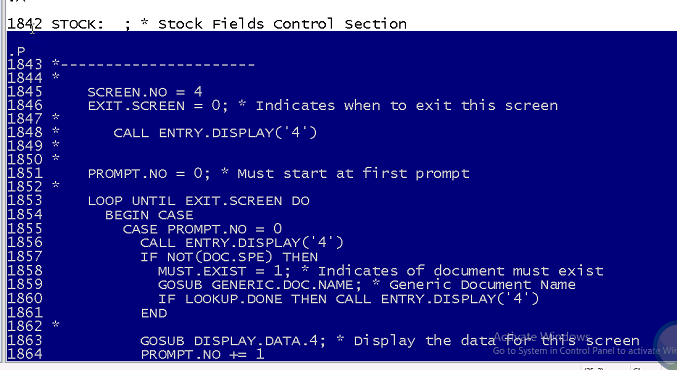 1842 STOCK:  ; * Stock Fields Control Section
.P
1843 *----------------------
1844 *
1845     SCREEN.NO = 4
1846     EXIT.SCREEN = 0; * Indicates when to exit this screen
1847 *
1848 *      CALL ENTRY.DISPLAY('4')
1849 *
1850 *
1851     PROMPT.NO = 0; * Must start at first prompt
1852 *
1853     LOOP UNTIL EXIT.SCREEN DO
1854       BEGIN CASE
1855         CASE PROMPT.NO = 0
1856           CALL ENTRY.DISPLAY('4')
1857           IF NOT(DOC.SPE) THEN
1858             MUST.EXIST = 1; * Indicates of document must exist
1859             GOSUB GENERIC.DOC.NAME; * Generic Document Name
1860             IF LOOKUP.DONE THEN CALL ENTRY.DISPLAY('4')
1861           END
1862 *
1863           GOSUB DISPLAY.DATA.4; * Display the data for this screen
1864           PROMPT.NO += 1
Activate Windows
Go to System in Control Panel to activate